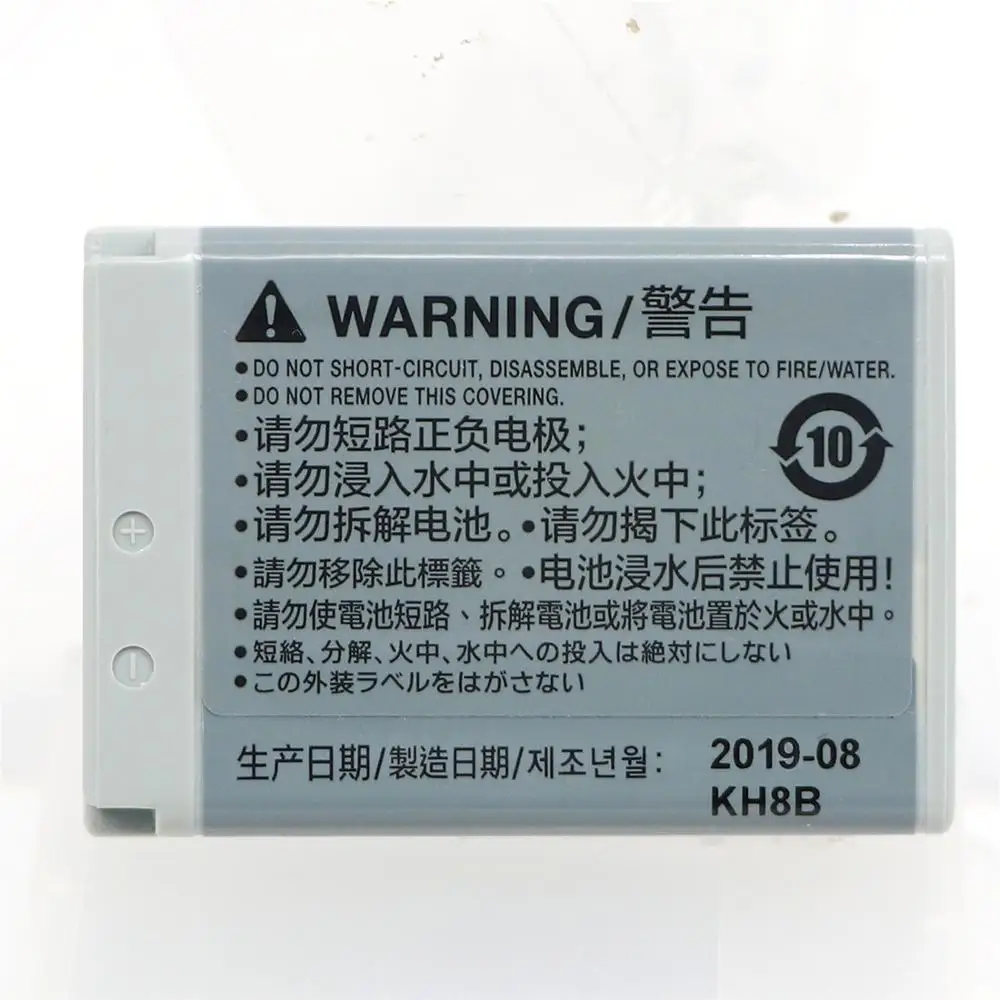 WARNING/警告
•DO NOT SHORT-CIRCUIT, DISASSEMBLE, OR EXPOSE TO FIRE/WATER.
•DO NOT REMOVE THIS COVERING.
•请勿短路正负电极;
•请勿浸入水中或投入火中;
•请勿拆解电池。•请勿揭下此标签。
•請勿移除此標籤。•电池浸水后禁止使用!
•請勿使電池短路、拆解電池或將電池置於火或水中。
•短絡、分解、火中、水中への投入は絶対にしない
•この外装ラベルをはがさない
10
+
−
生产日期/製造日期/제조년월: 2019-08
KH8B